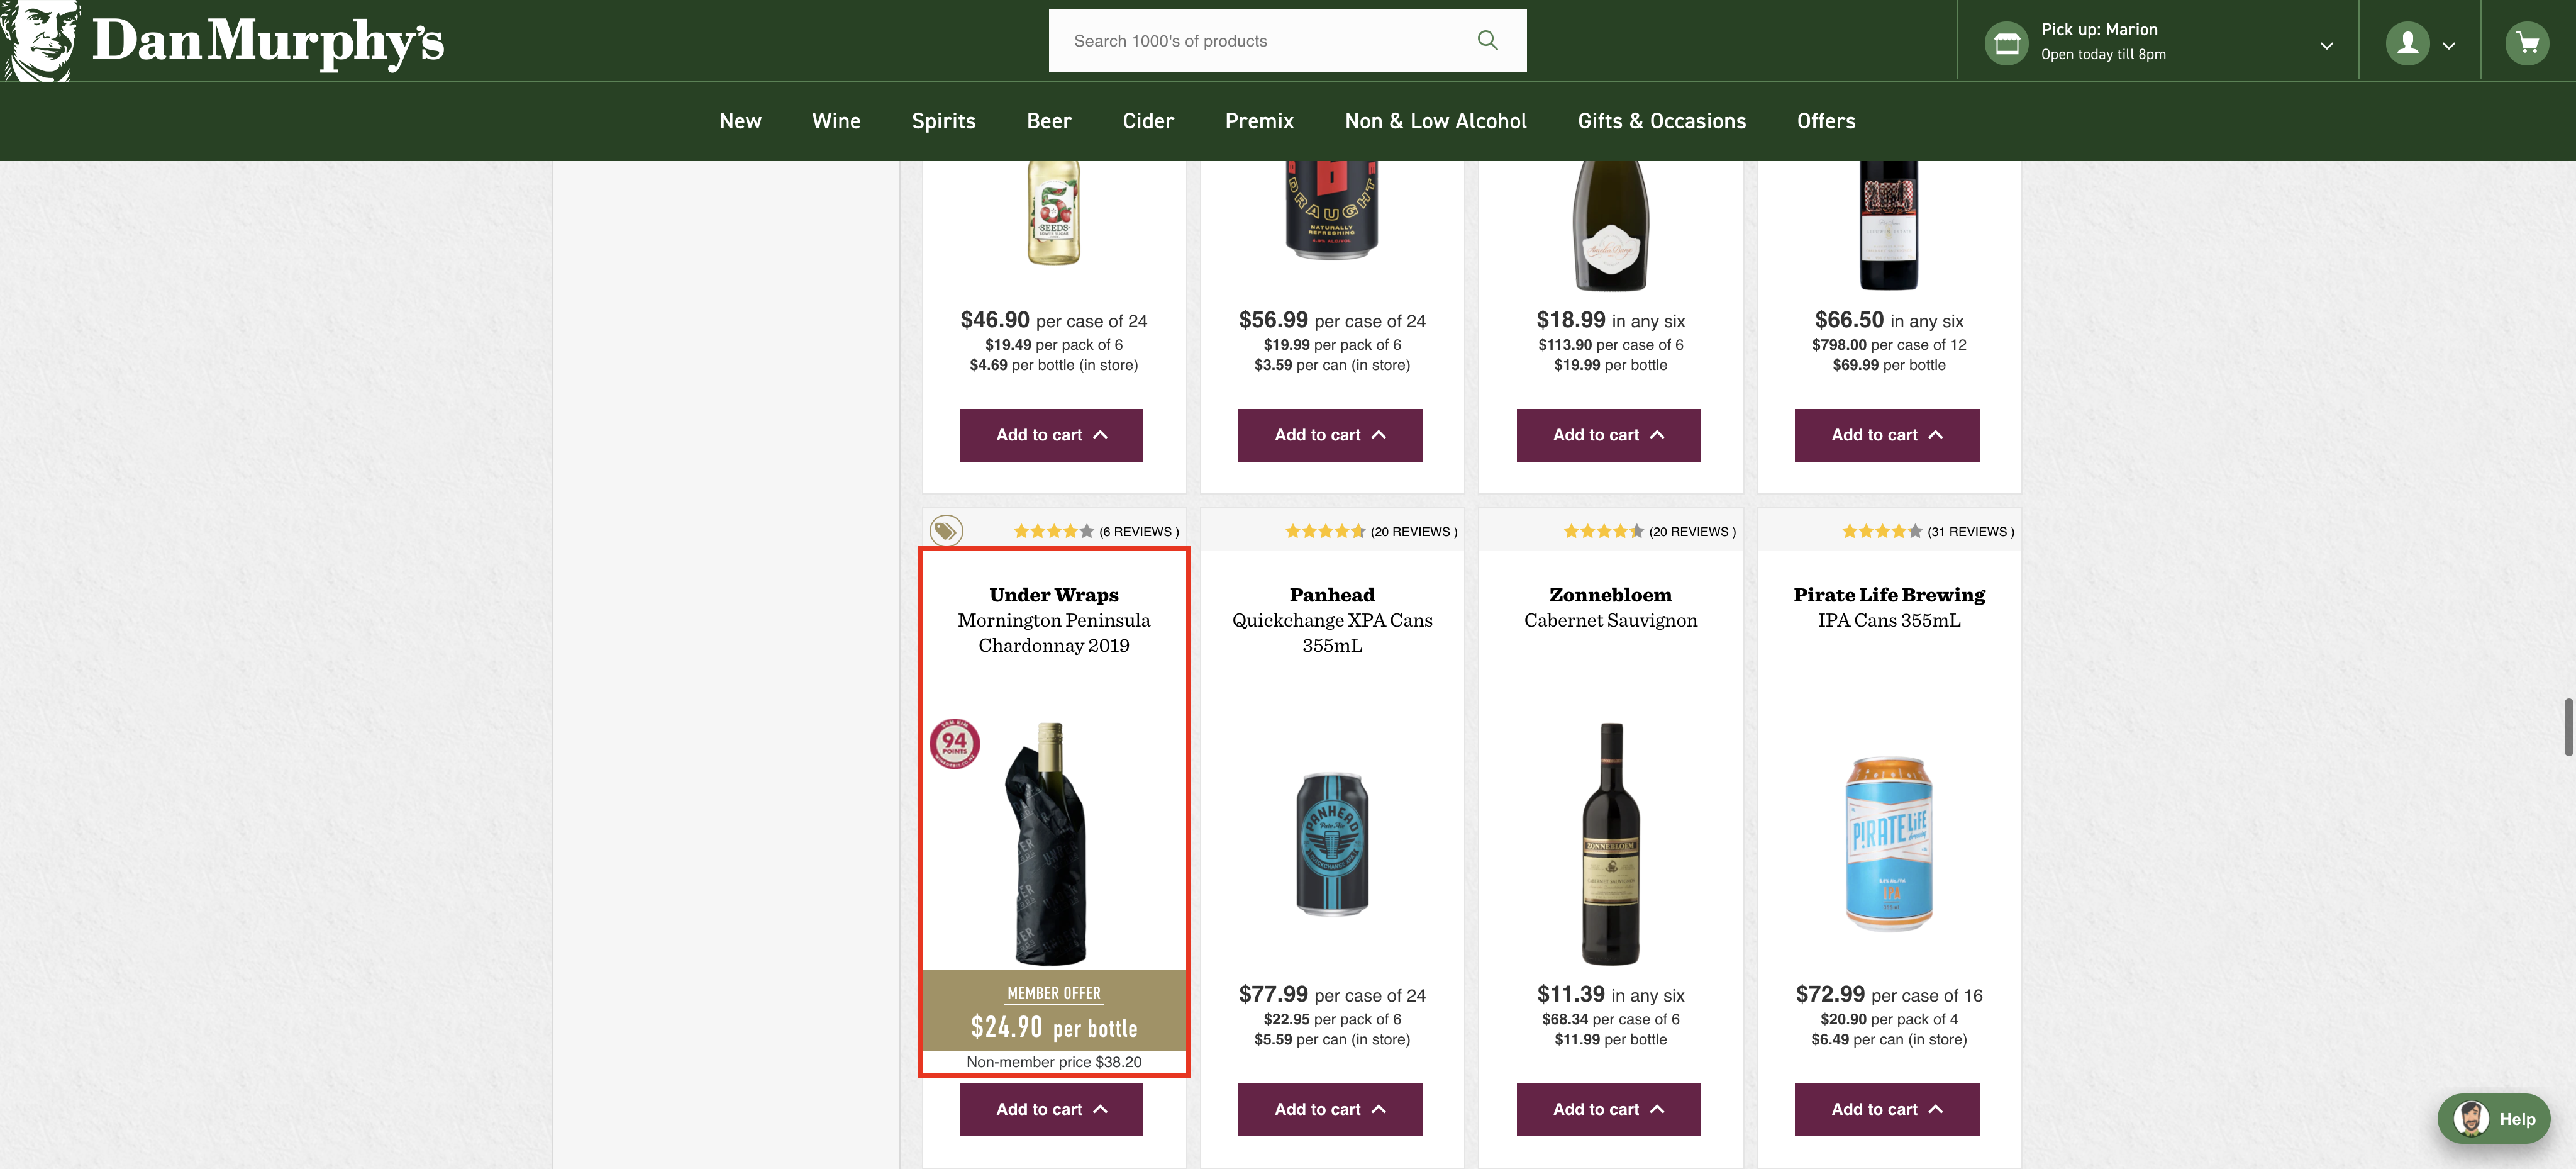 Dan Murphy's
Search 1000's of products
Pick up: Marion
Open today till 8pm
New Wine Spirits Beer Cider Premix Non & Low Alcohol Gifts & Occasions Offers
5
SEEDS
DRAUGHT
NATURALLY
REFRESHING
$46.90 per case of 24
$19.49 per pack of 6
$4.69 per bottle (in store)
Add to cart
$56.99 per case of 24
$19.99 per pack of 6
$3.59 per can (in store)
Add to cart
$18.99 in any six
$113.90 per case of 6
$19.99 per bottle
Add to cart
$66.50 in any six
$798.00 per case of 12
$69.99 per bottle
Add to cart
(6 REVIEWS )
Under Wraps
Mornington Peninsula
Chardonnay 2019
94
POINTS
MEMBER OFFER
$24.90 per bottle
Non-member price $38.20
Add to cart
(20 REVIEWS )
Panhead
Quickchange XPA Cans
355mL
PANHEAD
$77.99 per case of 24
$22.95 per pack of 6
$5.59 per can (in store)
Add to cart
(20 REVIEWS )
Zonnebloem
Cabernet Sauvignon
ZONNEBLOEM
$11.39 in any six
$68.34 per case of 6
$11.99 per bottle
Add to cart
(31 REVIEWS )
Pirate Life Brewing
IPA Cans 355mL
PIRATE LIFE
IPA
$72.99 per case of 16
$20.90 per pack of 4
$6.49 per can (in store)
Add to cart
Help